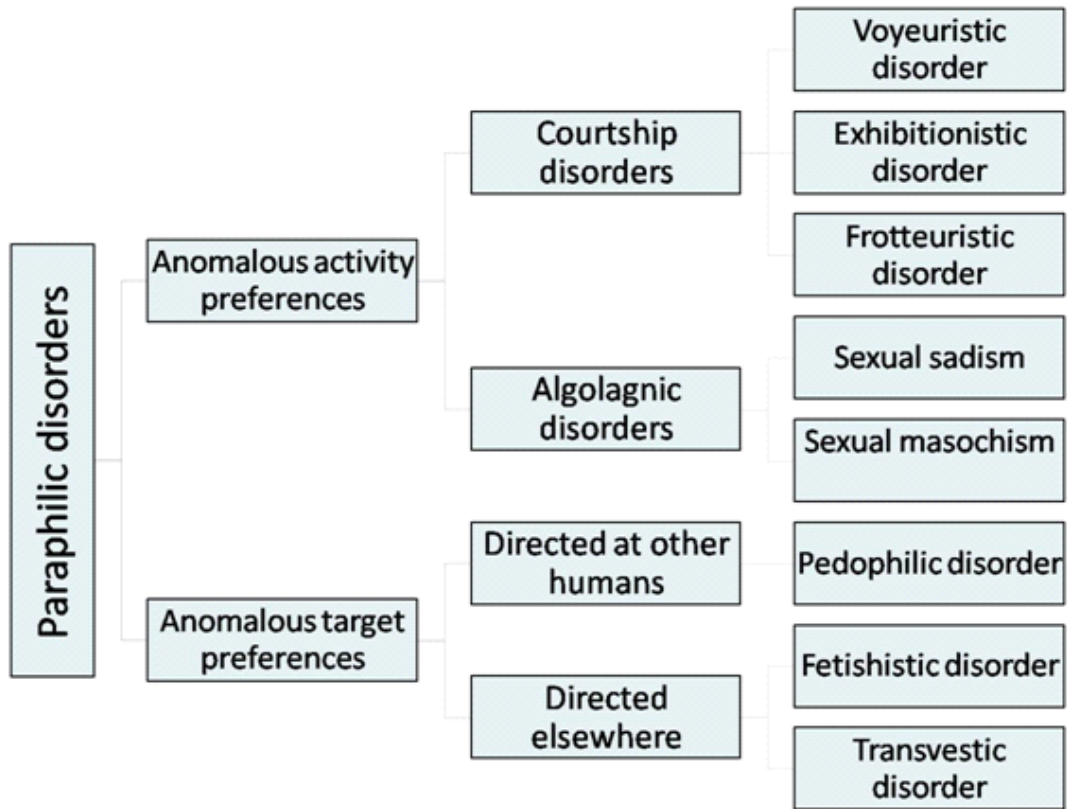 Paraphilic disorders
Anomalous activity
preferences
Courtship
disorders
Voyeuristic
disorder
Exhibitionistic
disorder
Frotteuristic
disorder
Algolagnic
disorders
Sexual sadism
Sexual masochism
Anomalous target
preferences
Directed at other
humans
Pedophilic disorder
Directed
elsewhere
Fetishistic disorder
Transvestic
disorder